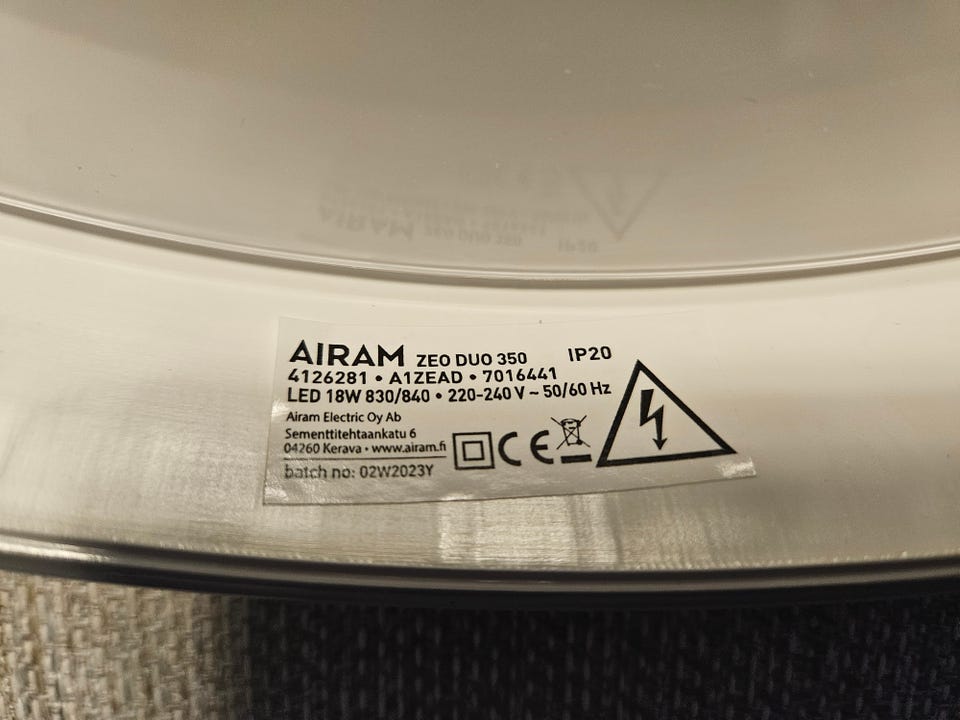 AIRAM ZEO DUO 350 IP20
4126281 • A1ZEAD • 7016441
LED 18W 830/840 • 220-240 V ~ 50/60 Hz
Airam Electric Oy Ab
Sementtitehtaankatu 6
04260 Kerava • www.airam.fi
batch no: 02W2023Y
CE